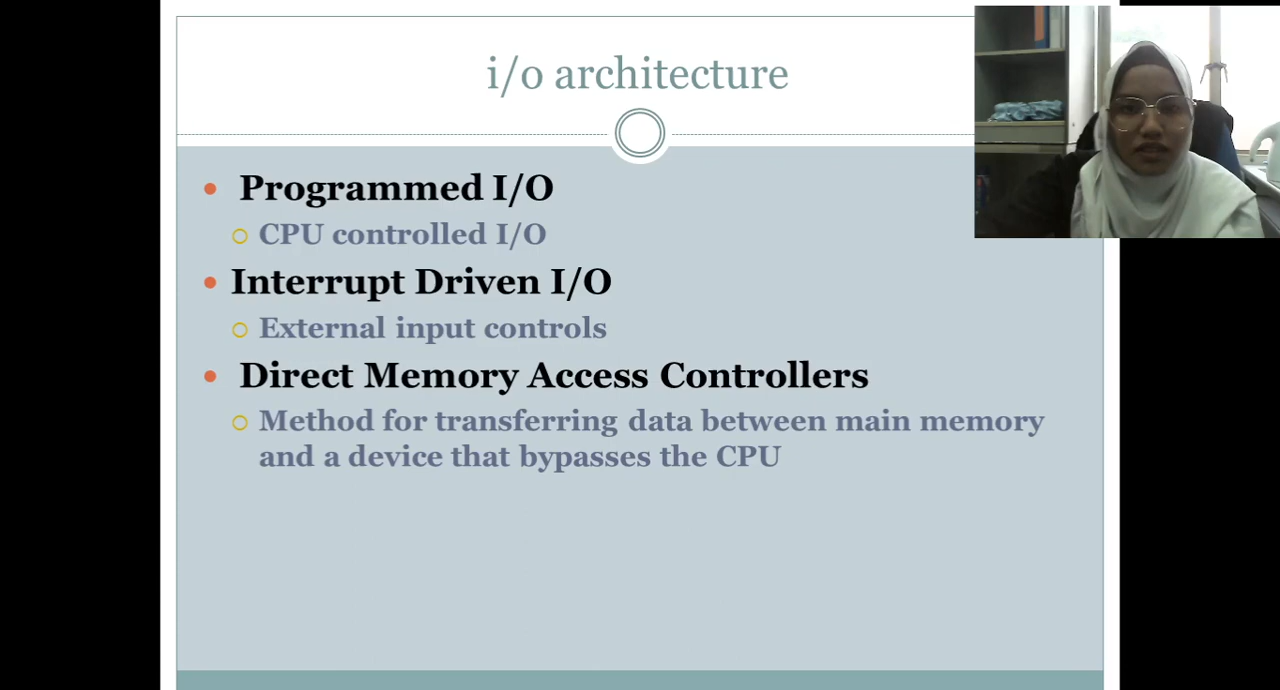 i/o architecture
Programmed I/O
CPU controlled I/O
Interrupt Driven I/O
External input controls
Direct Memory Access Controllers
Method for transferring data between main memory
and a device that bypasses the CPU